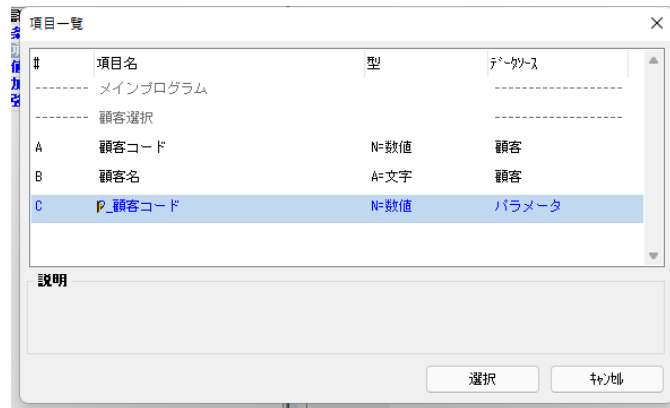 項目一覧
# 項目名 型 ﾃﾞｰﾀｿｰｽ
-------- メインプログラム -------------------
-------- 顧客選択 -------------------
A 顧客コード N=数値 顧客
B 顧客名 A=文字 顧客
C P_顧客コード N=数値 パラメータ
説明
選択 ｷｬﾝｾﾙ